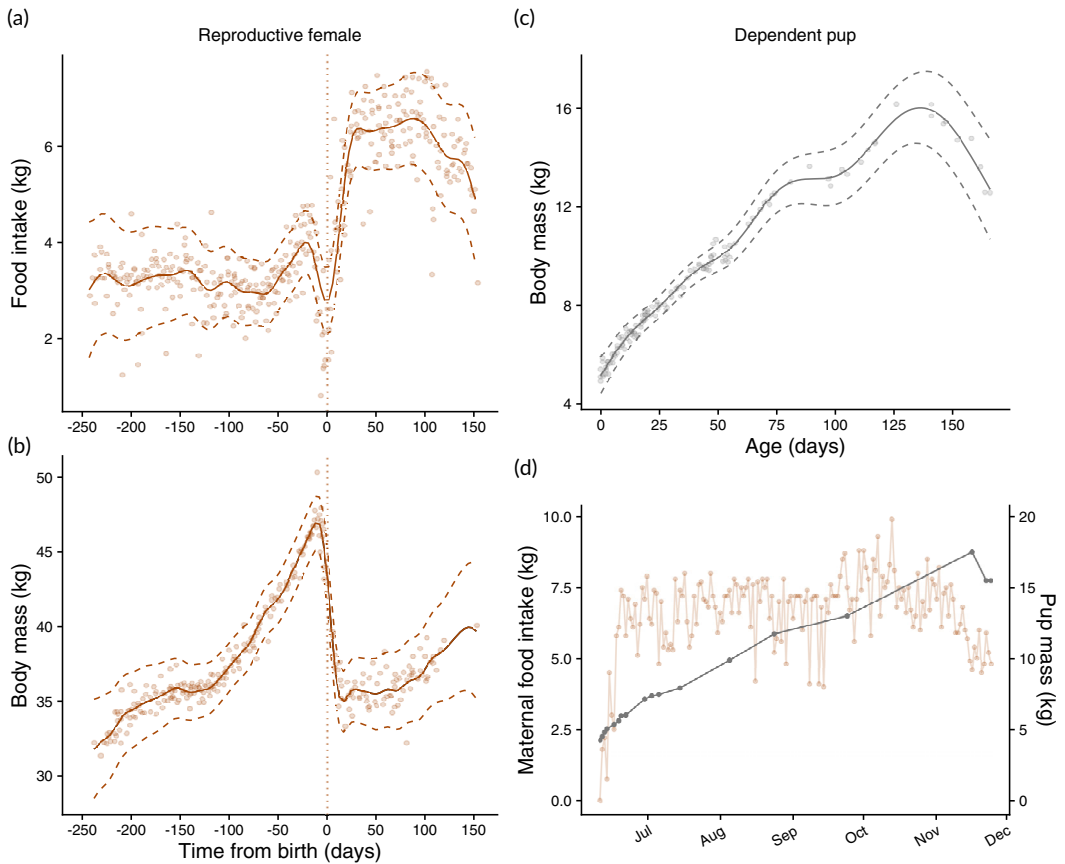 (a)
Reproductive female
Food intake (kg)
6
4
2
-250 -200 -150 -100 -50 0 50 100 150
(b)
Body mass (kg)
50
45
40
35
30
-250 -200 -150 -100 -50 0 50 100 150
Time from birth (days)
(c)
Dependent pup
Body mass (kg)
16
12
8
4
0 25 50 75 100 125 150
Age (days)
(d)
Maternal food intake (kg)
10.0
7.5
5.0
2.5
0.0
20
15
10
5
0
Pup mass (kg)
Jul Aug Sep Oct Nov Dec